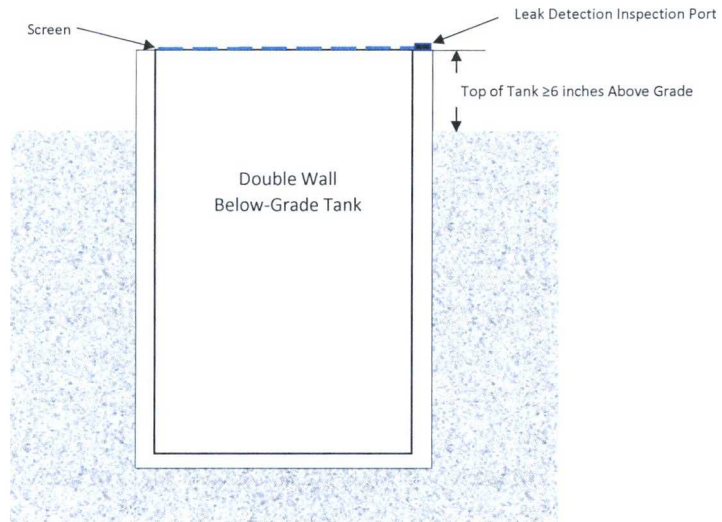 Leak Detection Inspection Port
Screen
Top of Tank ≥6 inches Above Grade
Double Wall
Below-Grade Tank